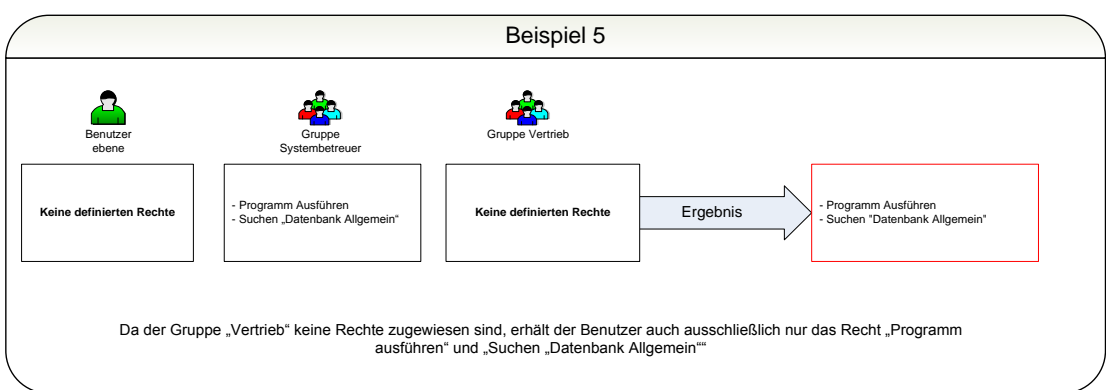 Beispiel 5
Benutzer
ebene
Gruppe
Systembetreuer
Gruppe Vertrieb
Keine definierten Rechte
- Programm Ausführen
- Suchen „Datenbank Allgemein“
Keine definierten Rechte
Ergebnis
- Programm Ausführen
- Suchen "Datenbank Allgemein"
Da der Gruppe „Vertrieb“ keine Rechte zugewiesen sind, erhält der Benutzer auch ausschließlich nur das Recht „Programm
ausführen“ und „Suchen „Datenbank Allgemein““